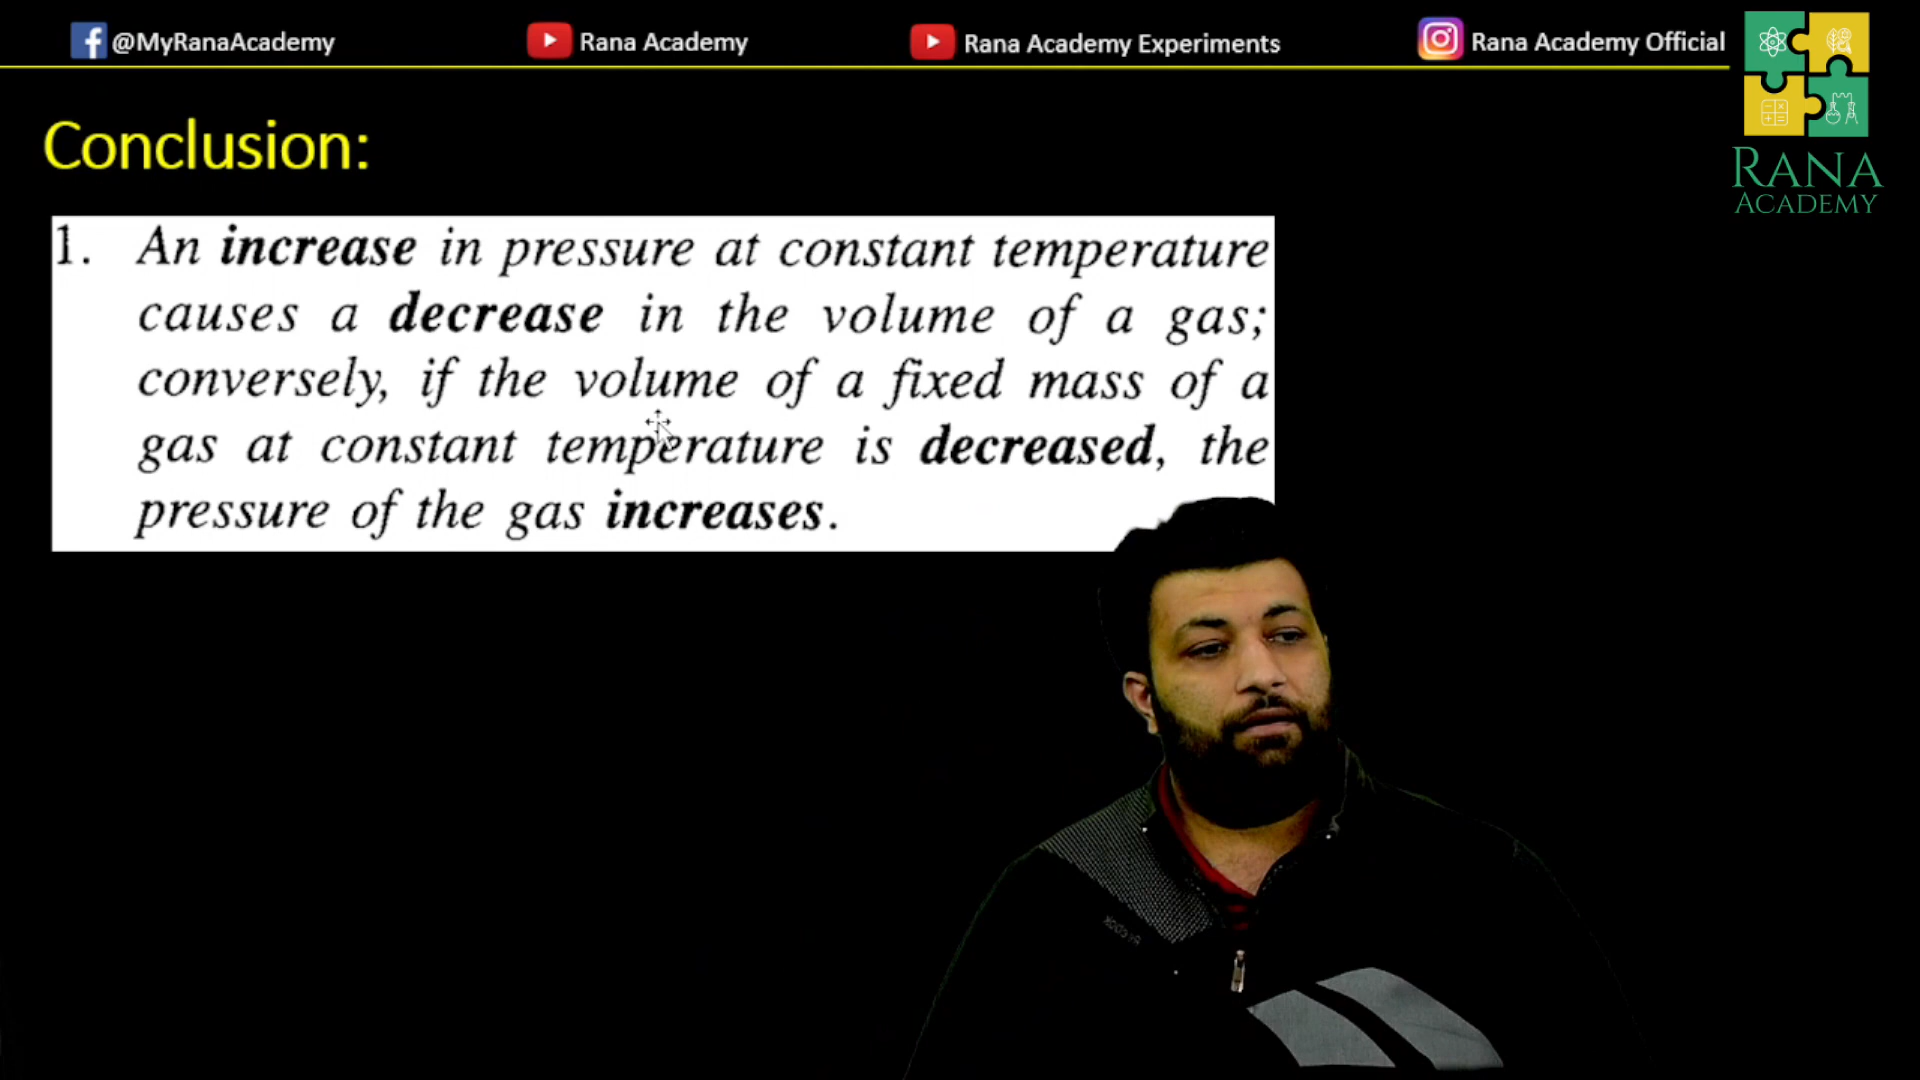 @MyRanaAcademy
Rana Academy
Rana Academy Experiments
Rana Academy Official
RANA
ACADEMY
Conclusion:
1. An increase in pressure at constant temperature
causes a decrease in the volume of a gas;
conversely, if the volume of a fixed mass of a
gas at constant temperature is decreased, the
pressure of the gas increases.